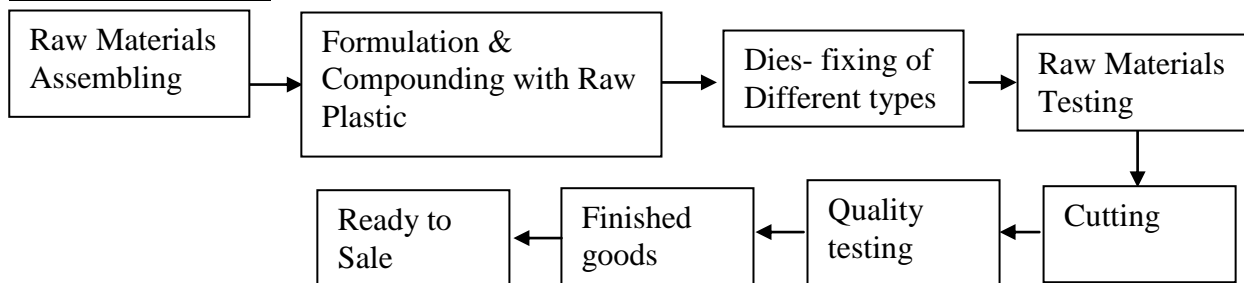 Raw Materials
Assembling
Formulation &
Compounding with Raw
Plastic
Dies- fixing of
Different types
Raw Materials
Testing
Cutting
Quality
testing
Finished
goods
Ready to
Sale